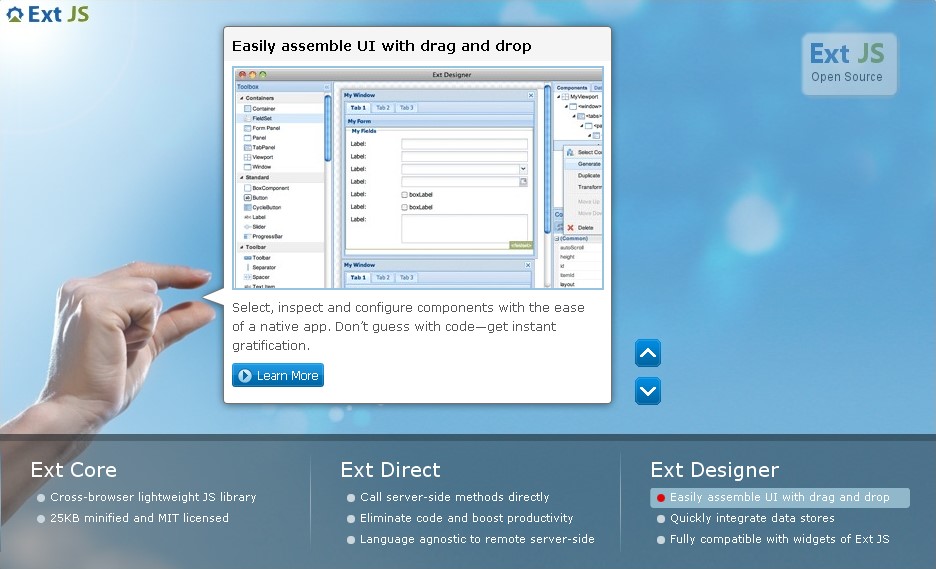 Ext JS
Easily assemble UI with drag and drop
Ext JS
Open Source
Ext Designer
Toolbox
Containers
Container
FieldSet
Form Panel
Panel
TabPanel
Viewport
Window
Standard
BoxComponent
Button
CycleButton
Label
Slider
ProgressBar
Toolbar
Toolbar
Separator
Spacer
Text Item
My Window
Tab 1 Tab 2 Tab 3
My Form
My Fields
Label:
Label:
Label:
Label:
Label: boxLabel
Label: boxLabel
Label:
My Window
Tab 1 Tab 2 Tab 3
Components
MyViewport
<window>
<tabs>
Generate
Duplicate
Transform
Move Up
Delete
(Common)
autoScroll
height
id
itemId
layout
Select, inspect and configure components with the ease
of a native app. Don't guess with code—get instant
gratification.
Learn More
Ext Core
Cross-browser lightweight JS library
25KB minified and MIT licensed
Ext Direct
Call server-side methods directly
Eliminate code and boost productivity
Language agnostic to remote server-side
Ext Designer
Easily assemble UI with drag and drop
Quickly integrate data stores
Fully compatible with widgets of Ext JS